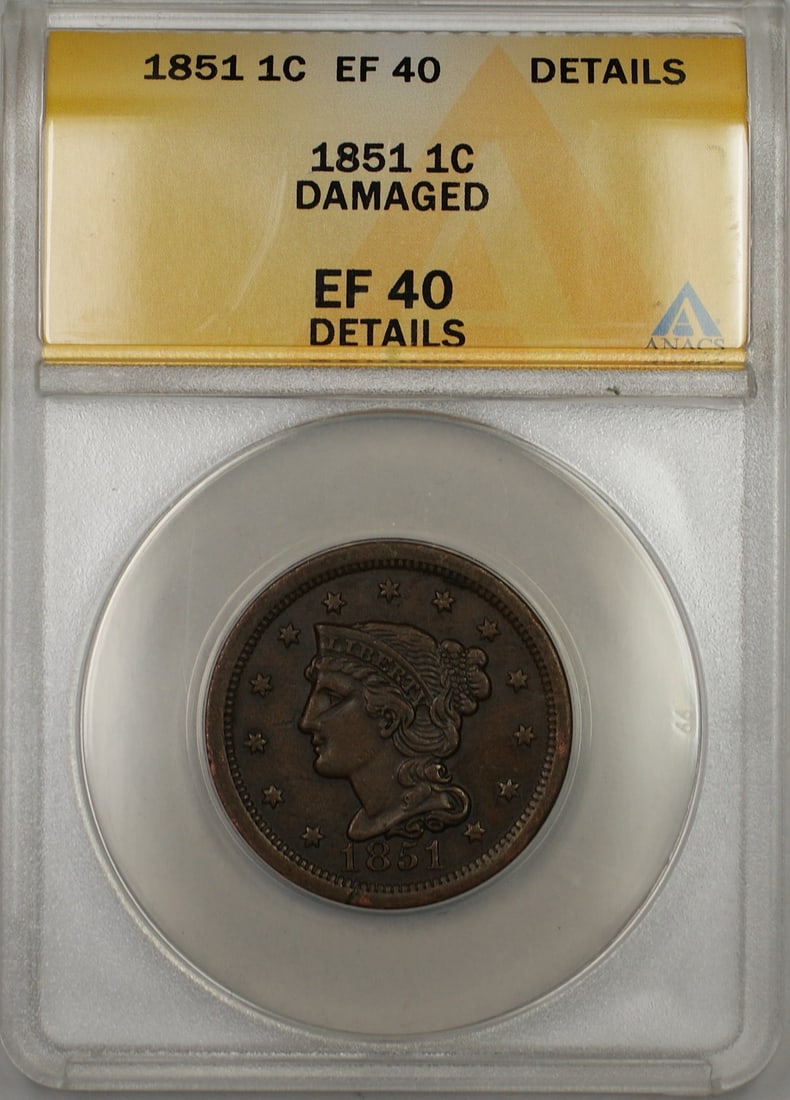 1851 1C EF 40 DETAILS
1851 1C
DAMAGED
EF 40
DETAILS
ANACS
LIBERTY
1851